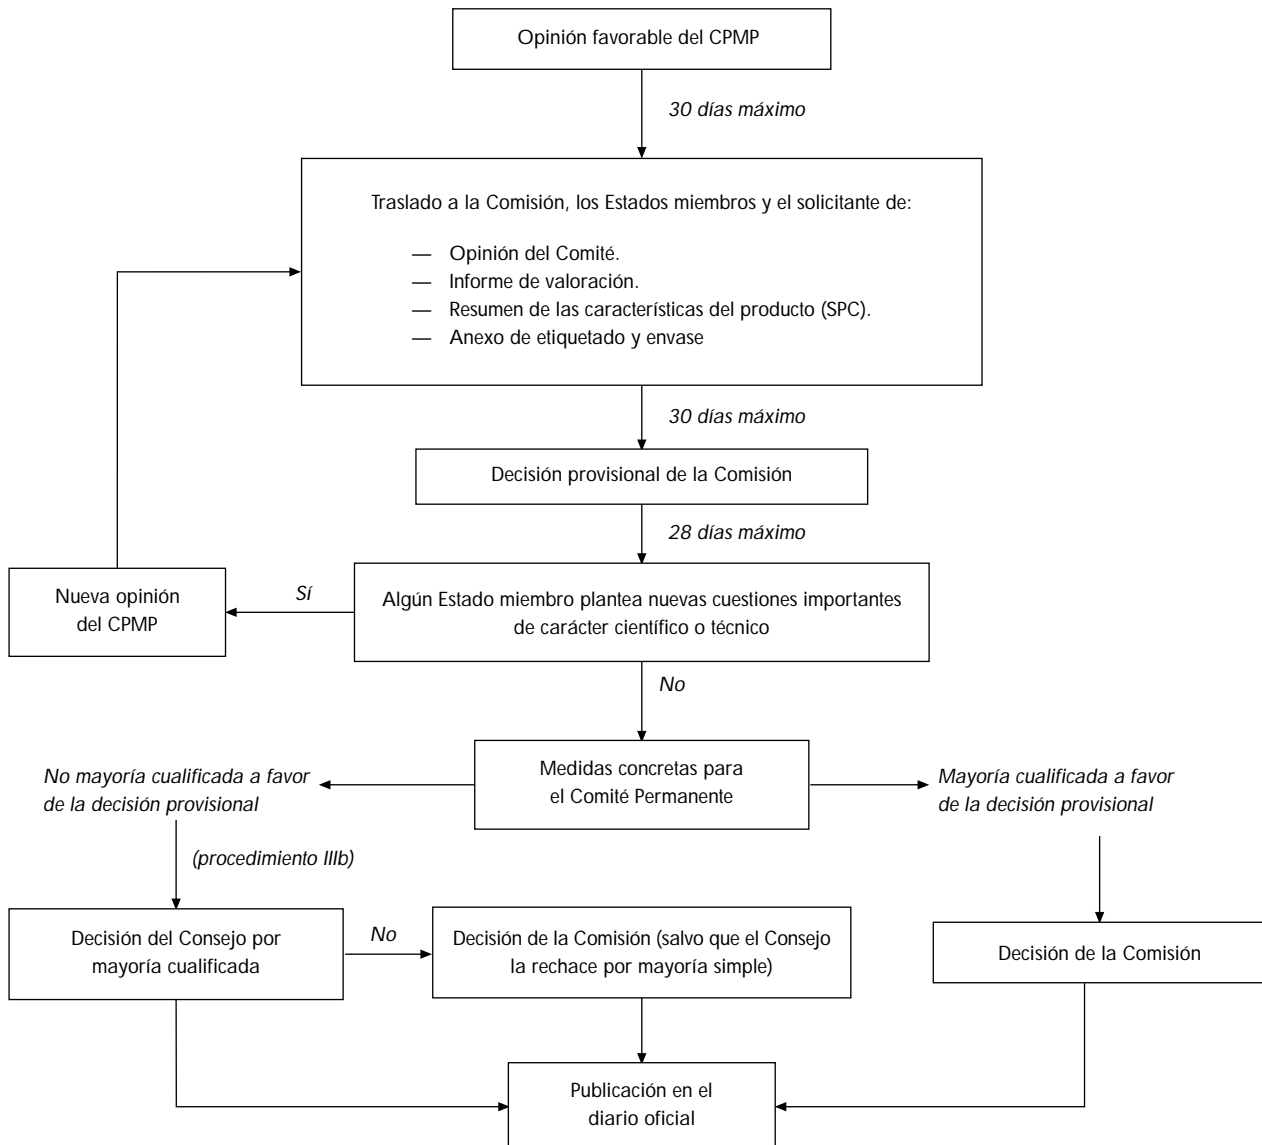 Opinión favorable del CPMP
30 días máximo
Traslado a la Comisión, los Estados miembros y el solicitante de:
— Opinión del Comité.
— Informe de valoración.
— Resumen de las características del producto (SPC).
— Anexo de etiquetado y envase
30 días máximo
Decisión provisional de la Comisión
28 días máximo
Nueva opinión
del CPMP
Sí
Algún Estado miembro plantea nuevas cuestiones importantes
de carácter científico o técnico
No
No mayoría cualificada a favor
de la decisión provisional
Medidas concretas para
el Comité Permanente
Mayoría cualificada a favor
de la decisión provisional
(procedimiento IIIb)
Decisión del Consejo por
mayoría cualificada
No
Decisión de la Comisión (salvo que el Consejo
la rechace por mayoría simple)
Decisión de la Comisión
Publicación en el
diario oficial